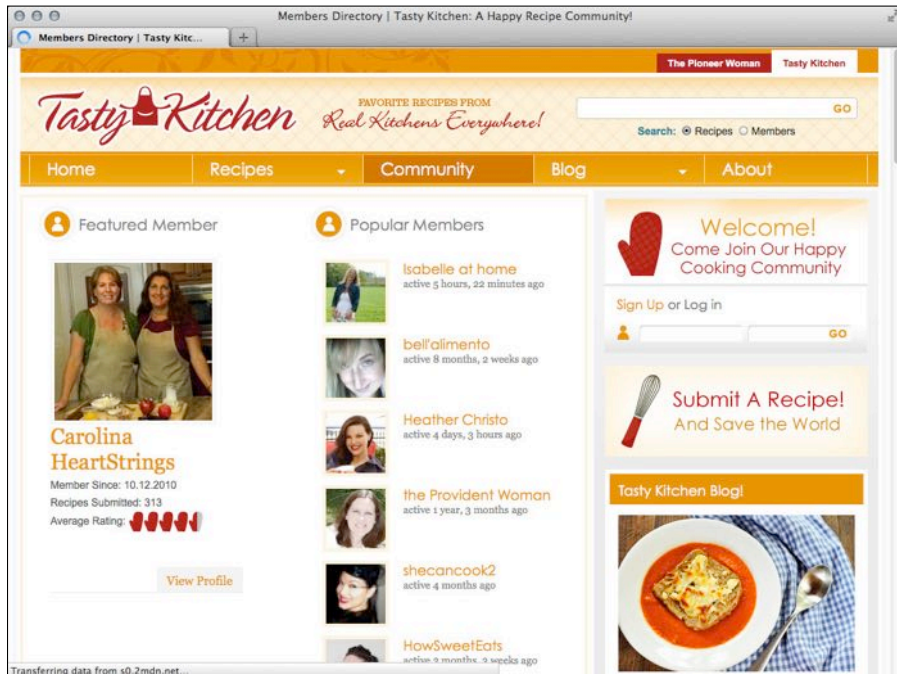 Members Directory | Tasty Kitchen: A Happy Recipe Community!
Members Directory | Tasty Kitc...
The Pioneer Woman
Tasty Kitchen
Tasty Kitchen
FAVORITE RECIPES FROM
Real Kitchens Everywhere!
GO
Search: Recipes Members
Home
Recipes
Community
Blog
About
Featured Member
Carolina
HeartStrings
Member Since: 10.12.2010
Recipes Submitted: 313
Average Rating:
View Profile
Popular Members
Isabelle at home
active 5 hours, 22 minutes ago
bell'alimento
active 8 months, 2 weeks ago
Heather Christo
active 4 days, 3 hours ago
the Provident Woman
active 1 year, 3 months ago
shecancook2
active 4 months ago
HowSweetEats
active 2 months, 3 weeks ago
Welcome!
Come Join Our Happy
Cooking Community
Sign Up or Log in
GO
Submit A Recipe!
And Save the World
Tasty Kitchen Blog!
Transferring data from s0.2mdn.net...